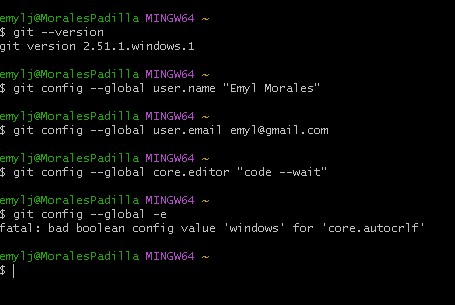 emylj@MoralesPadilla MINGW64 ~
$ git --version
git version 2.51.1.windows.1
emylj@MoralesPadilla MINGW64 ~
$ git config --global user.name "Emyl Morales"
emylj@MoralesPadilla MINGW64 ~
$ git config --global user.email emyl@gmail.com
emylj@MoralesPadilla MINGW64 ~
$ git config --global core.editor "code --wait"
emylj@MoralesPadilla MINGW64 ~
$ git config --global -e
fatal: bad boolean config value 'windows' for 'core.autocrlf'
emylj@MoralesPadilla MINGW64 ~
$